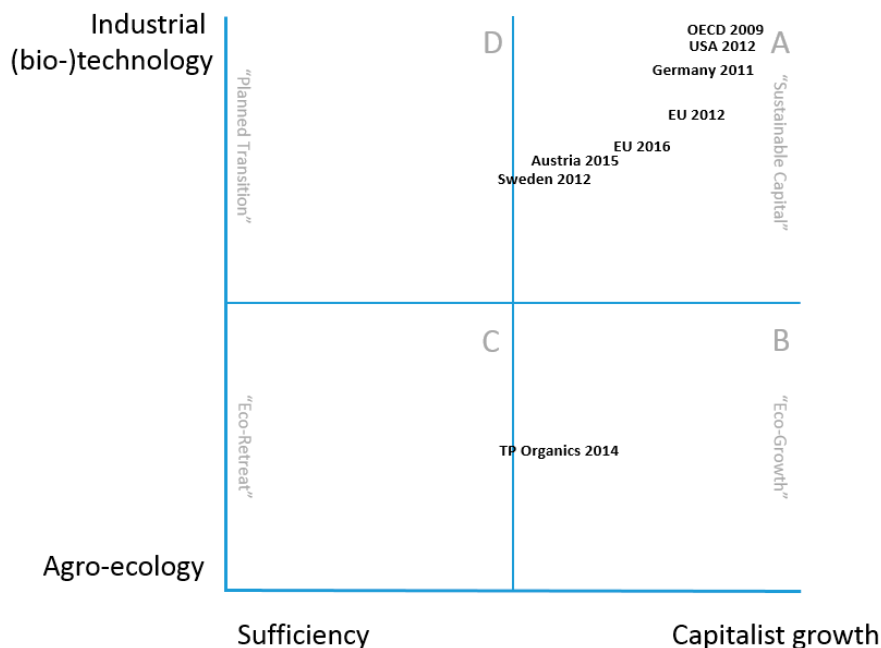 Industrial
(bio-)technology
D
OECD 2009
USA 2012
A
Germany 2011
"Planned Transition"
"Sustainable Capital"
EU 2012
EU 2016
Austria 2015
Sweden 2012
C
B
"Eco-Retreat"
"Eco-Growth"
TP Organics 2014
Agro-ecology
Sufficiency
Capitalist growth